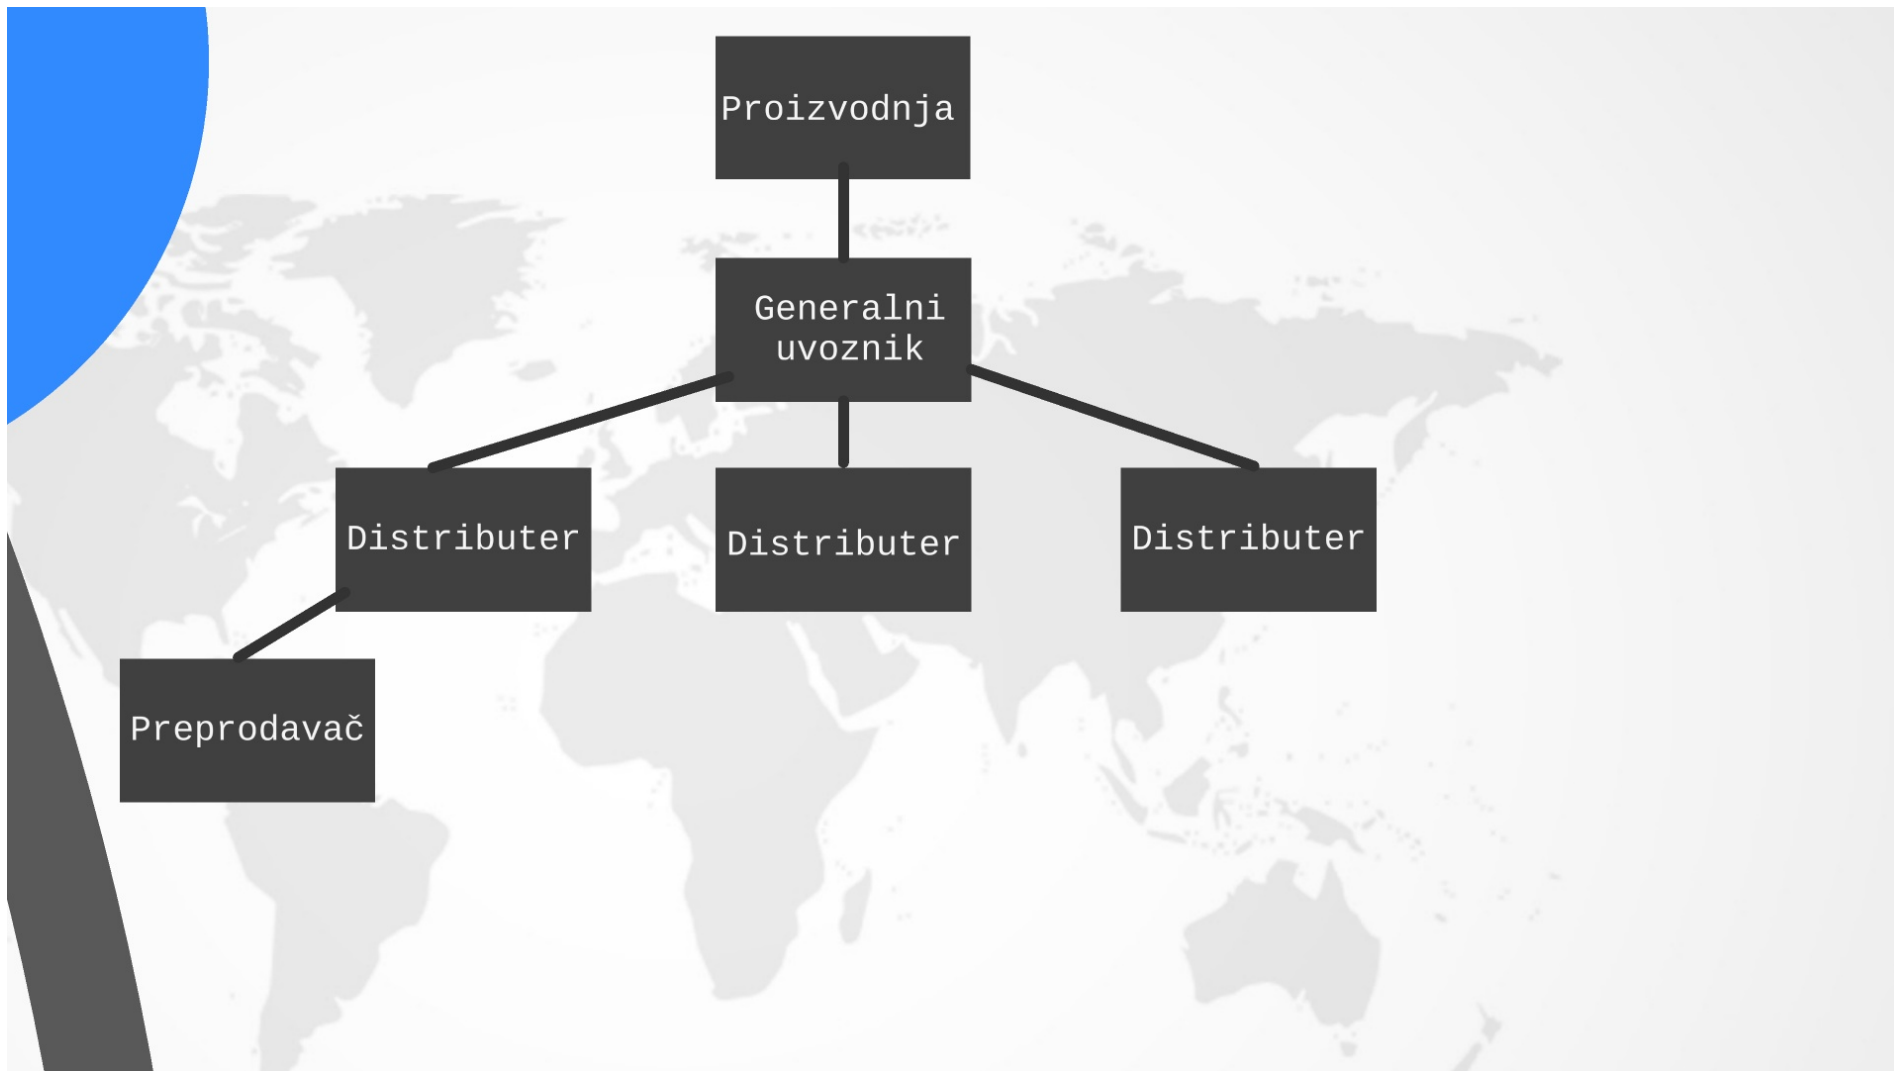 Proizvodnja
Generalni
uvoznik
Distributer
Distributer
Distributer
Preprodavač